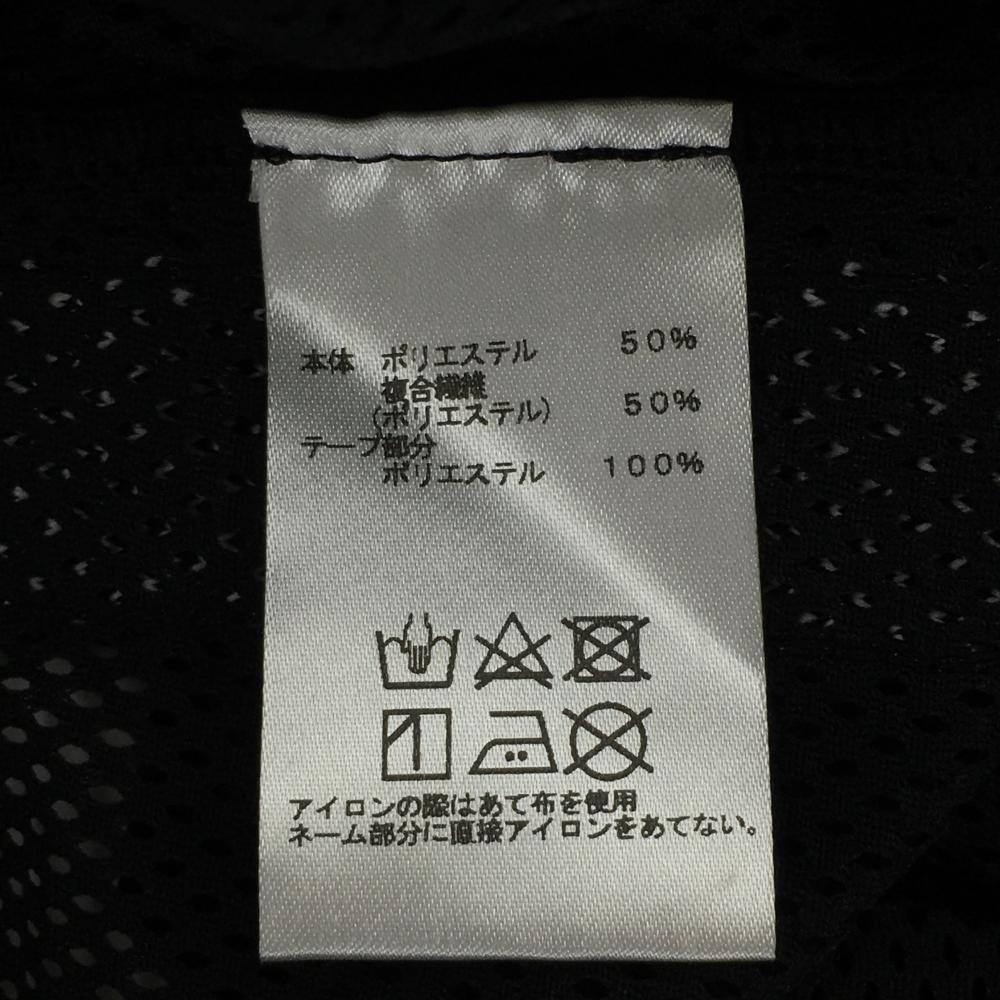 本体 ポリエステル ５０％
複合繊維
（ポリエステル） ５０％
テープ部分
ポリエステル １００％
アイロンの際はあて布を使用
ネーム部分に直接アイロンをあてない。